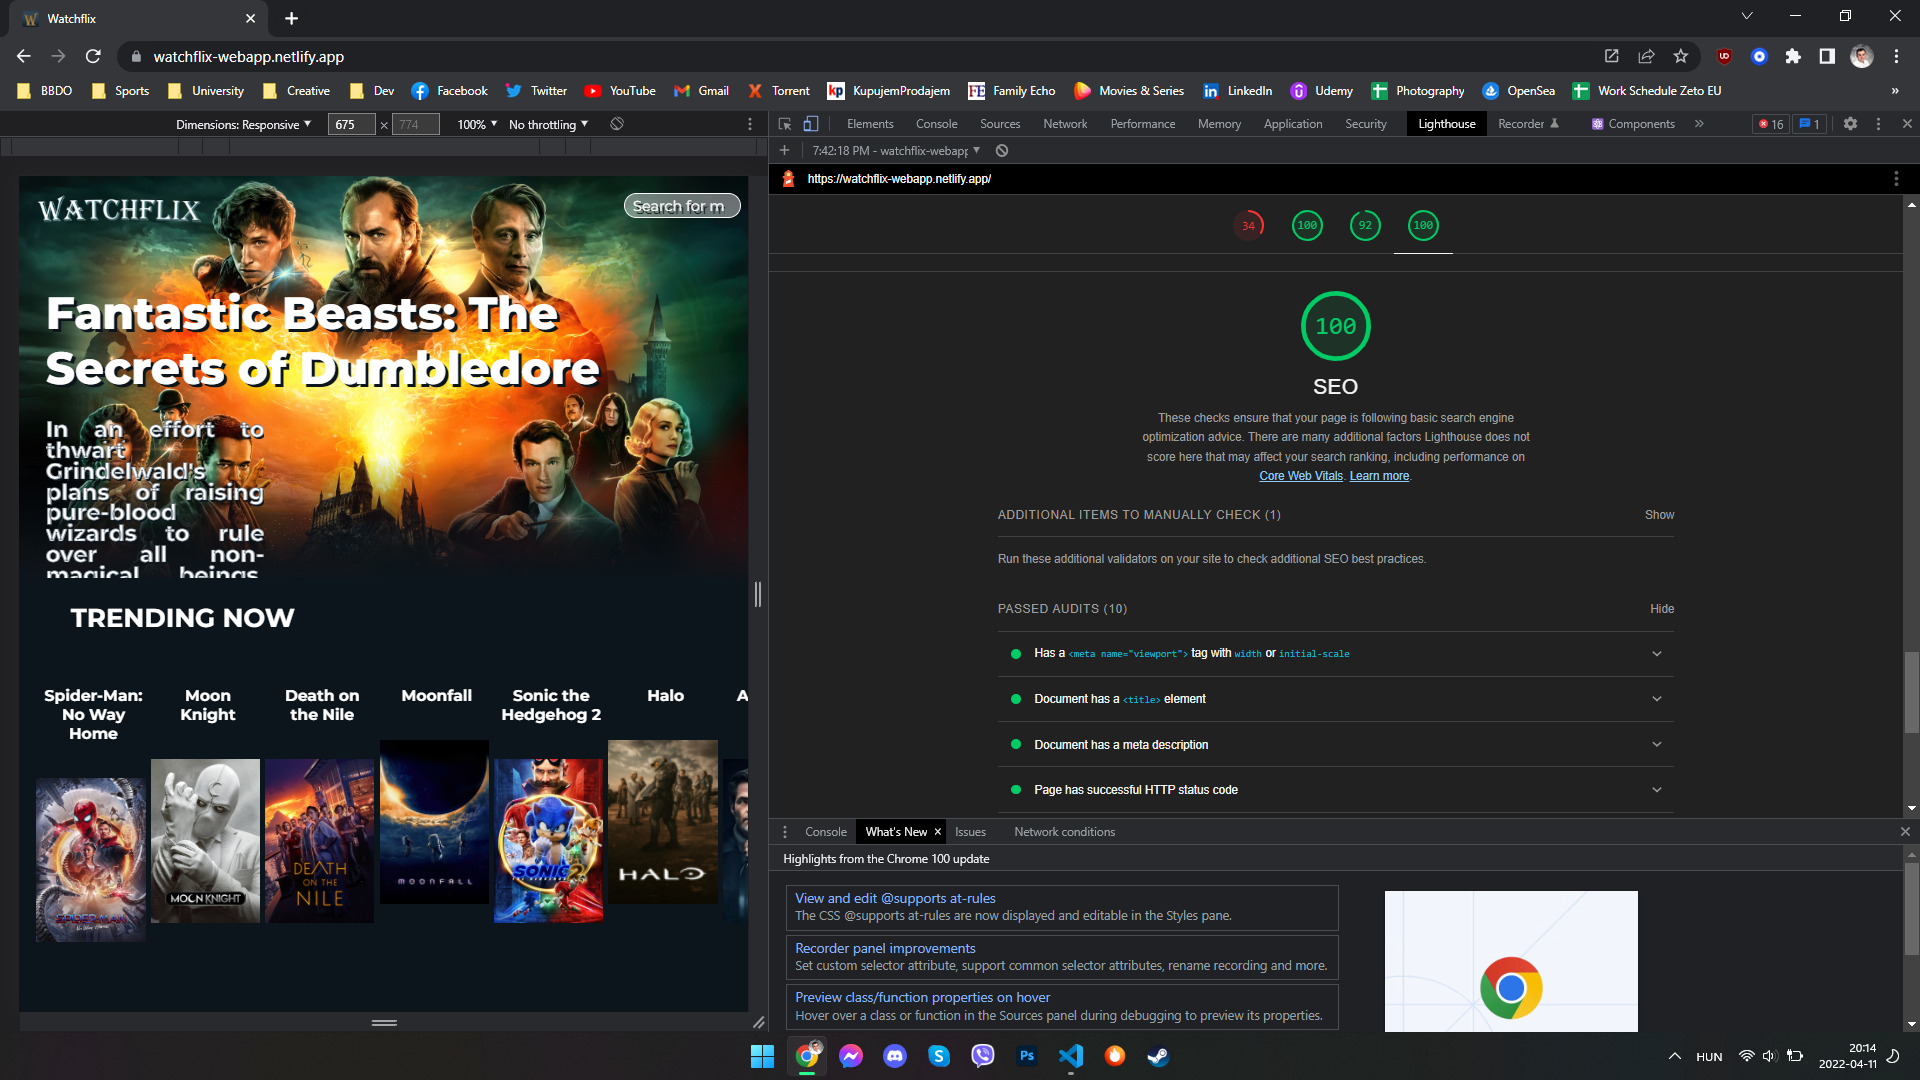 Watchflix
watchflix-webapp.netlify.app
BBDO
Sports
University
Creative
Dev
Facebook
Twitter
YouTube
Gmail
Torrent
KupujemProdajem
Family Echo
Movies & Series
LinkedIn
Udemy
Photography
OpenSea
Work Schedule Zeto EU
»
Dimensions: Responsive
675
×
774
100%
No throttling
Elements
Console
Sources
Network
Performance
Memory
Application
Security
Lighthouse
Recorder
Components
»
16
1
7:42:18 PM - watchflix-webapp
https://watchflix-webapp.netlify.app/
WATCHFLIX
Search for m
Fantastic Beasts: The
Secrets of Dumbledore
In an effort to
thwart
Grindelwald's
plans of raising
pure-blood
wizards to rule
over all non-
magical beings,
TRENDING NOW
Spider-Man:
No Way
Home
Moon
Knight
Death on
the Nile
Moonfall
Sonic the
Hedgehog 2
Halo
A
SPIDER-MAN
MOON KNIGHT
DEATH
ON THE
NILE
MOONFALL
SONIC 2
HALO
34
100
92
100
100
SEO
These checks ensure that your page is following basic search engine
optimization advice. There are many additional factors Lighthouse does not
score here that may affect your search ranking, including performance on
Core Web Vitals. Learn more.
ADDITIONAL ITEMS TO MANUALLY CHECK (1)
Show
Run these additional validators on your site to check additional SEO best practices.
PASSED AUDITS (10)
Hide
Has a <meta name="viewport"> tag with width or initial-scale
Document has a <title> element
Document has a meta description
Page has successful HTTP status code
Console
What's New
Issues
Network conditions
Highlights from the Chrome 100 update
View and edit @supports at-rules
The CSS @supports at-rules are now displayed and editable in the Styles pane.
Recorder panel improvements
Set custom selector attribute, support common selector attributes, rename recording and more.
Preview class/function properties on hover
Hover over a class or function in the Sources panel during debugging to preview its properties.
Ps
HUN
20:14
2022-04-11